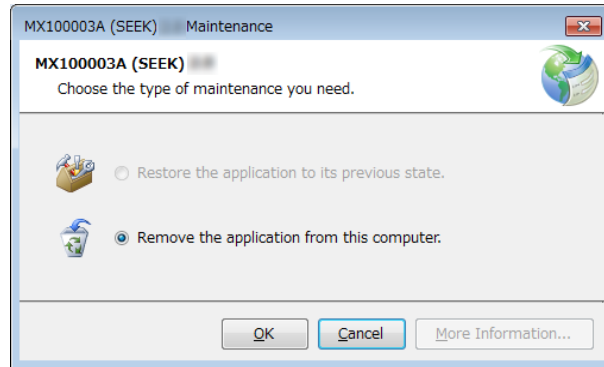 MX100003A (SEEK) Maintenance
MX100003A (SEEK)
Choose the type of maintenance you need.
Restore the application to its previous state.
Remove the application from this computer.
OK Cancel More Information...